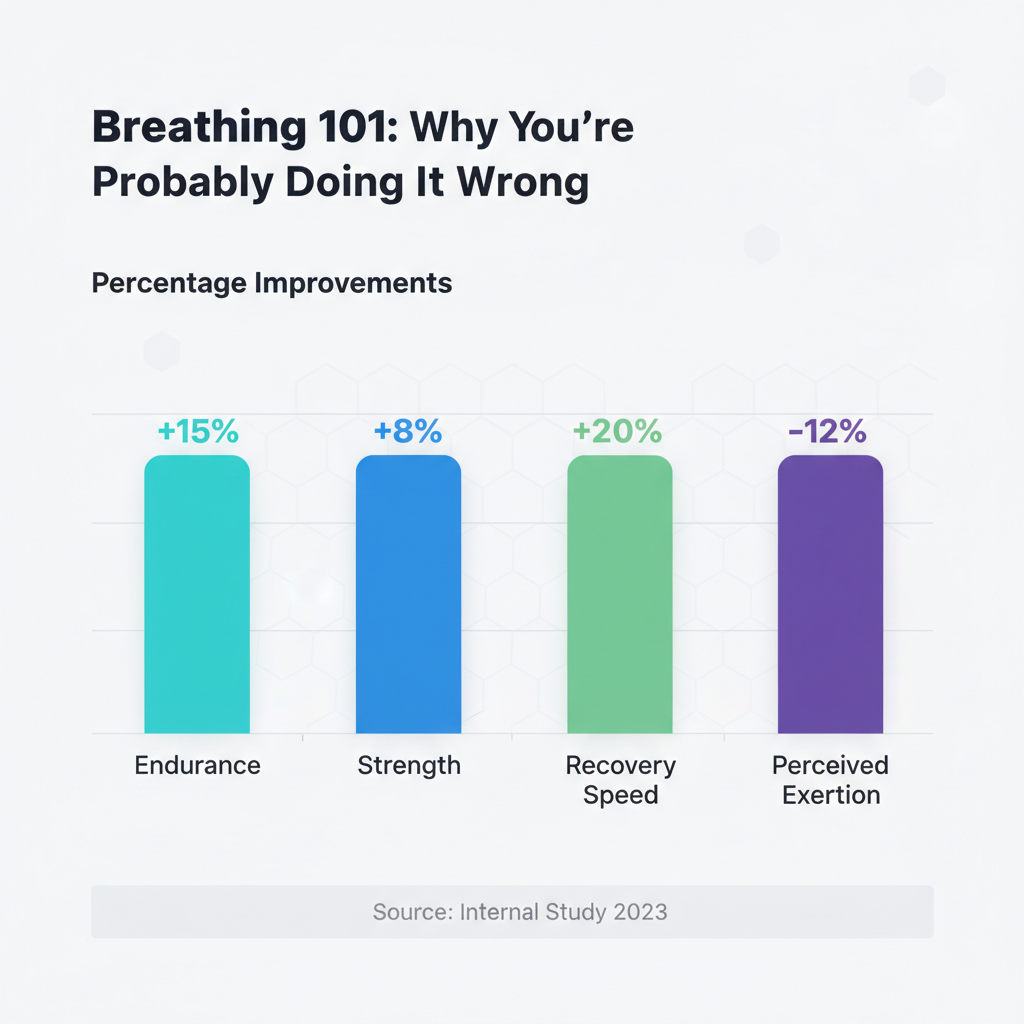 Breathing 101: Why You’re
Probably Doing It Wrong
Percentage Improvements
+15%
+8%
+20%
-12%
Endurance
Strength
Recovery
Speed
Perceived
Exertion
Source: Internal Study 2023